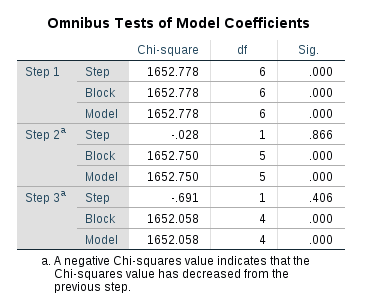 Omnibus Tests of Model Coefficients
Chi-square df Sig.
Step 1 Step 1652.778 6 .000
Block 1652.778 6 .000
Model 1652.778 6 .000
Step 2a Step -.028 1 .866
Block 1652.750 5 .000
Model 1652.750 5 .000
Step 3a Step -.691 1 .406
Block 1652.058 4 .000
Model 1652.058 4 .000
a. A negative Chi-squares value indicates that the
Chi-squares value has decreased from the
previous step.